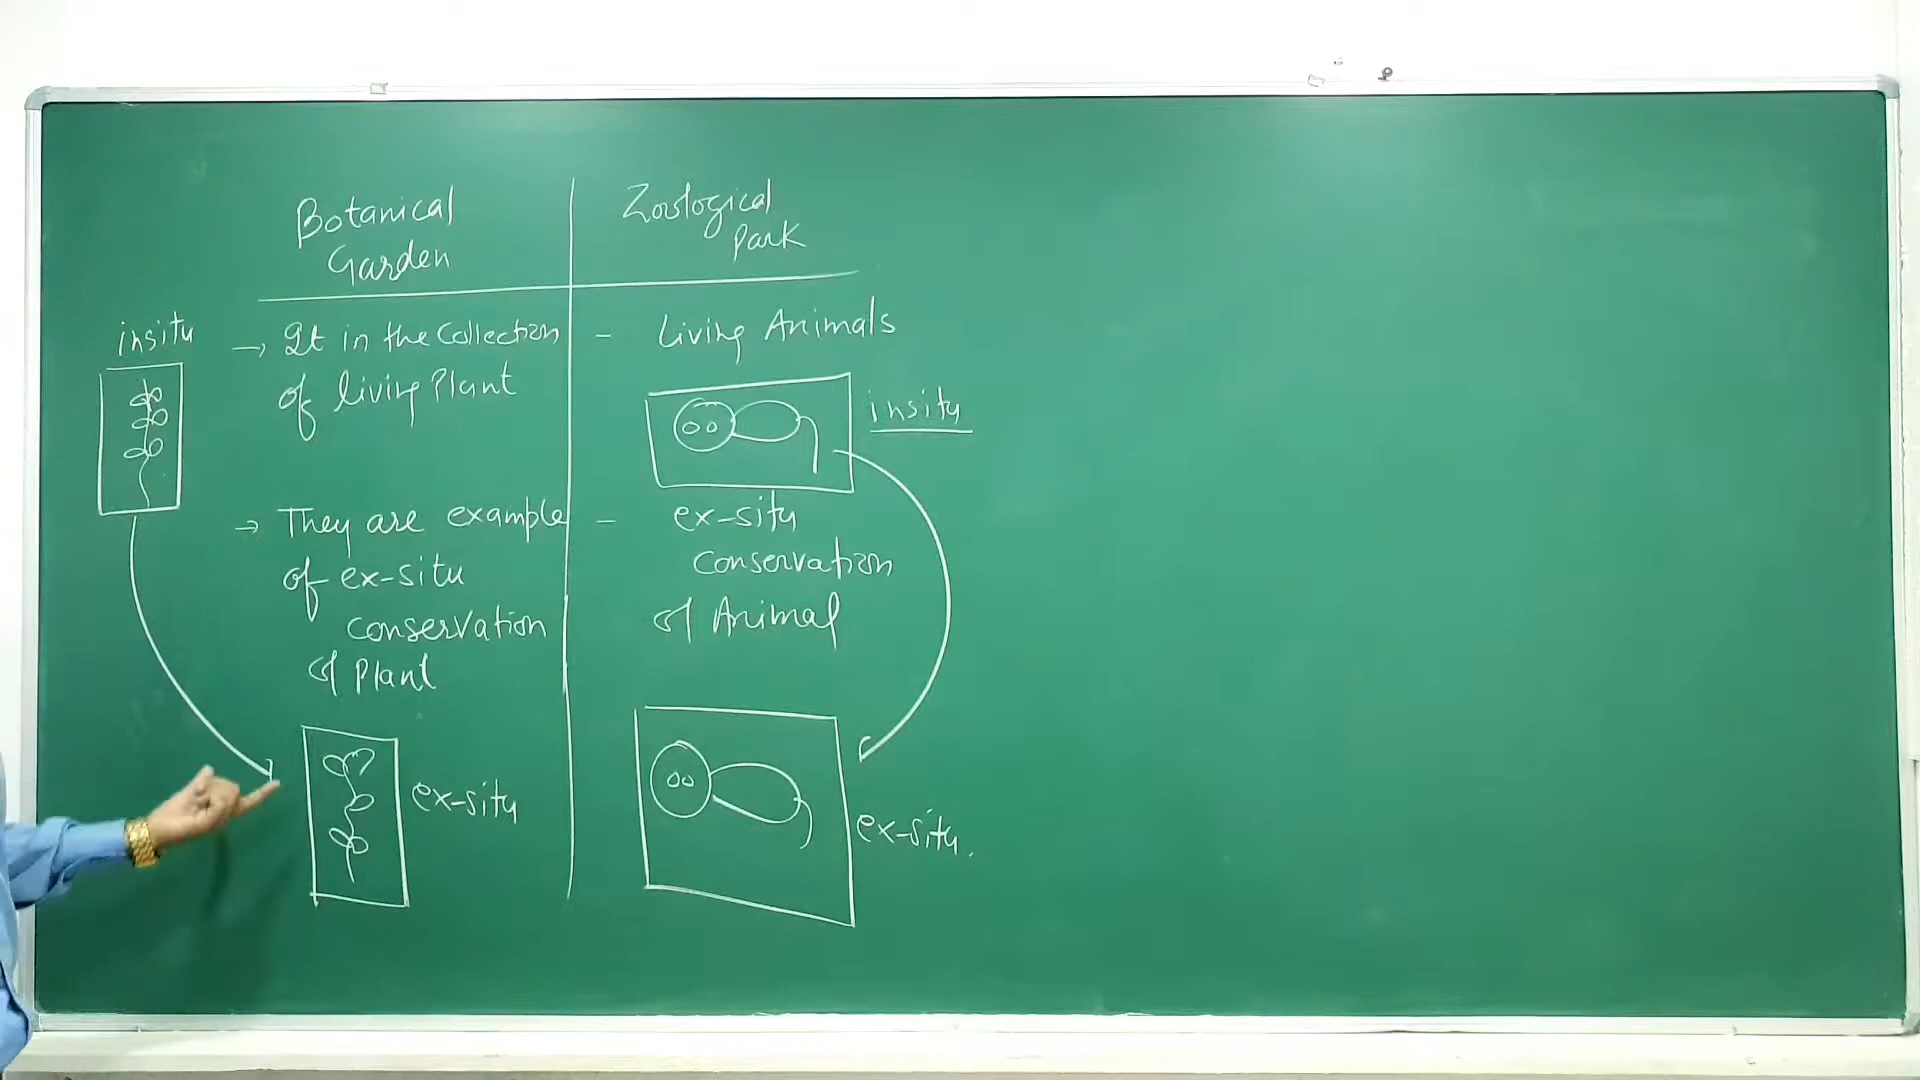 Botanical
Garden
Zoological
Park
insitu
→ It in the Collection
of living Plant
- Living Animals
insitu
→ They are example
of ex-situ
conservation
of Plant
- ex-situ
conservation
of Animal
ex-situ
ex-situ.